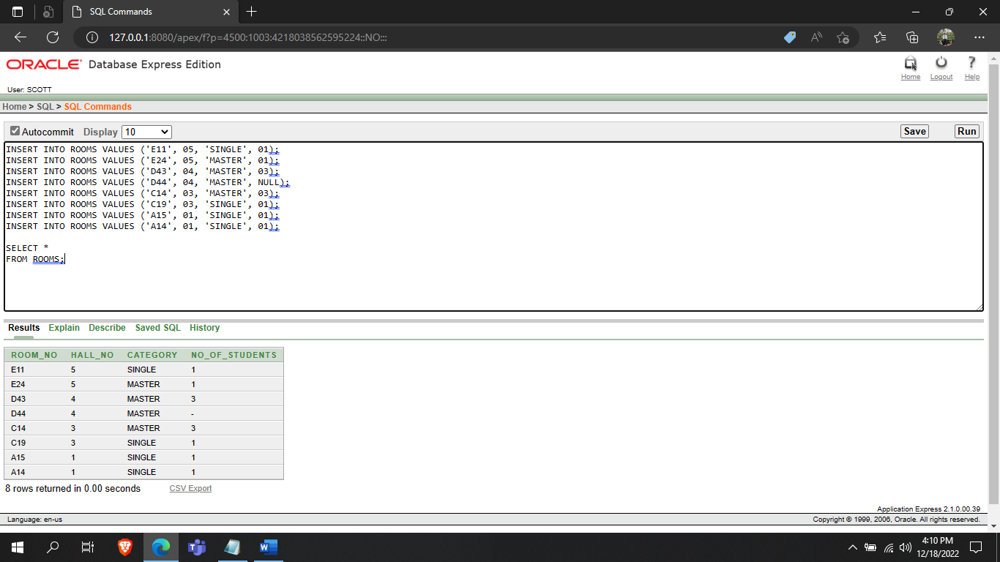 SQL Commands
127.0.0.1:8080/apex/f?p=4500:1003:4218038562595224::NO:::
ORACLE® Database Express Edition
Home Logout Help
User: SCOTT
Home > SQL > SQL Commands
Autocommit Display 10 Save Run
INSERT INTO ROOMS VALUES ('E11', 05, 'SINGLE', 01);
INSERT INTO ROOMS VALUES ('E24', 05, 'MASTER', 01);
INSERT INTO ROOMS VALUES ('D43', 04, 'MASTER', 03);
INSERT INTO ROOMS VALUES ('D44', 04, 'MASTER', NULL);
INSERT INTO ROOMS VALUES ('C14', 03, 'MASTER', 03);
INSERT INTO ROOMS VALUES ('C19', 03, 'SINGLE', 01);
INSERT INTO ROOMS VALUES ('A15', 01, 'SINGLE', 01);
INSERT INTO ROOMS VALUES ('A14', 01, 'SINGLE', 01);
SELECT *
FROM ROOMS;
Results Explain Describe Saved SQL History
ROOM_NO HALL_NO CATEGORY NO_OF_STUDENTS
E11 5 SINGLE 1
E24 5 MASTER 1
D43 4 MASTER 3
D44 4 MASTER -
C14 3 MASTER 3
C19 3 SINGLE 1
A15 1 SINGLE 1
A14 1 SINGLE 1
8 rows returned in 0.00 seconds CSV Export
Application Express 2.1.0.00.39
Language: en-us Copyright © 1999, 2006, Oracle. All rights reserved.
4:10 PM
12/18/2022